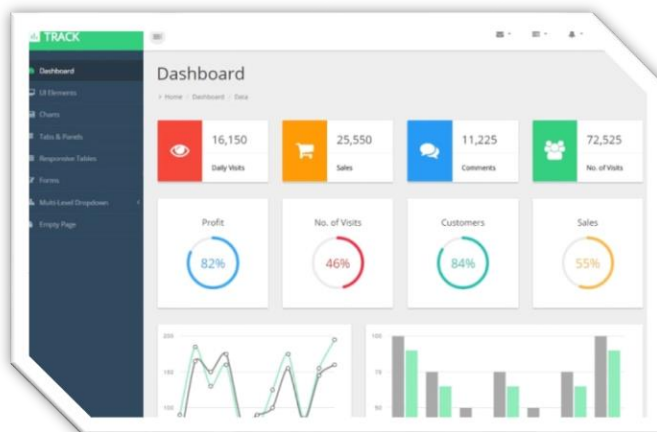 TRACK
Dashboard
UI Elements
Charts
Tabs & Panels
Responsive Tables
Forms
Multi-Level Dropdown
Empty Page
Dashboard
Home / Dashboard / Data
16,150
Daily Visits
25,550
Sales
11,225
Comments
72,525
No. of Visits
Profit
82%
No. of Visits
46%
Customers
84%
Sales
55%
200
150
100
100
75
50